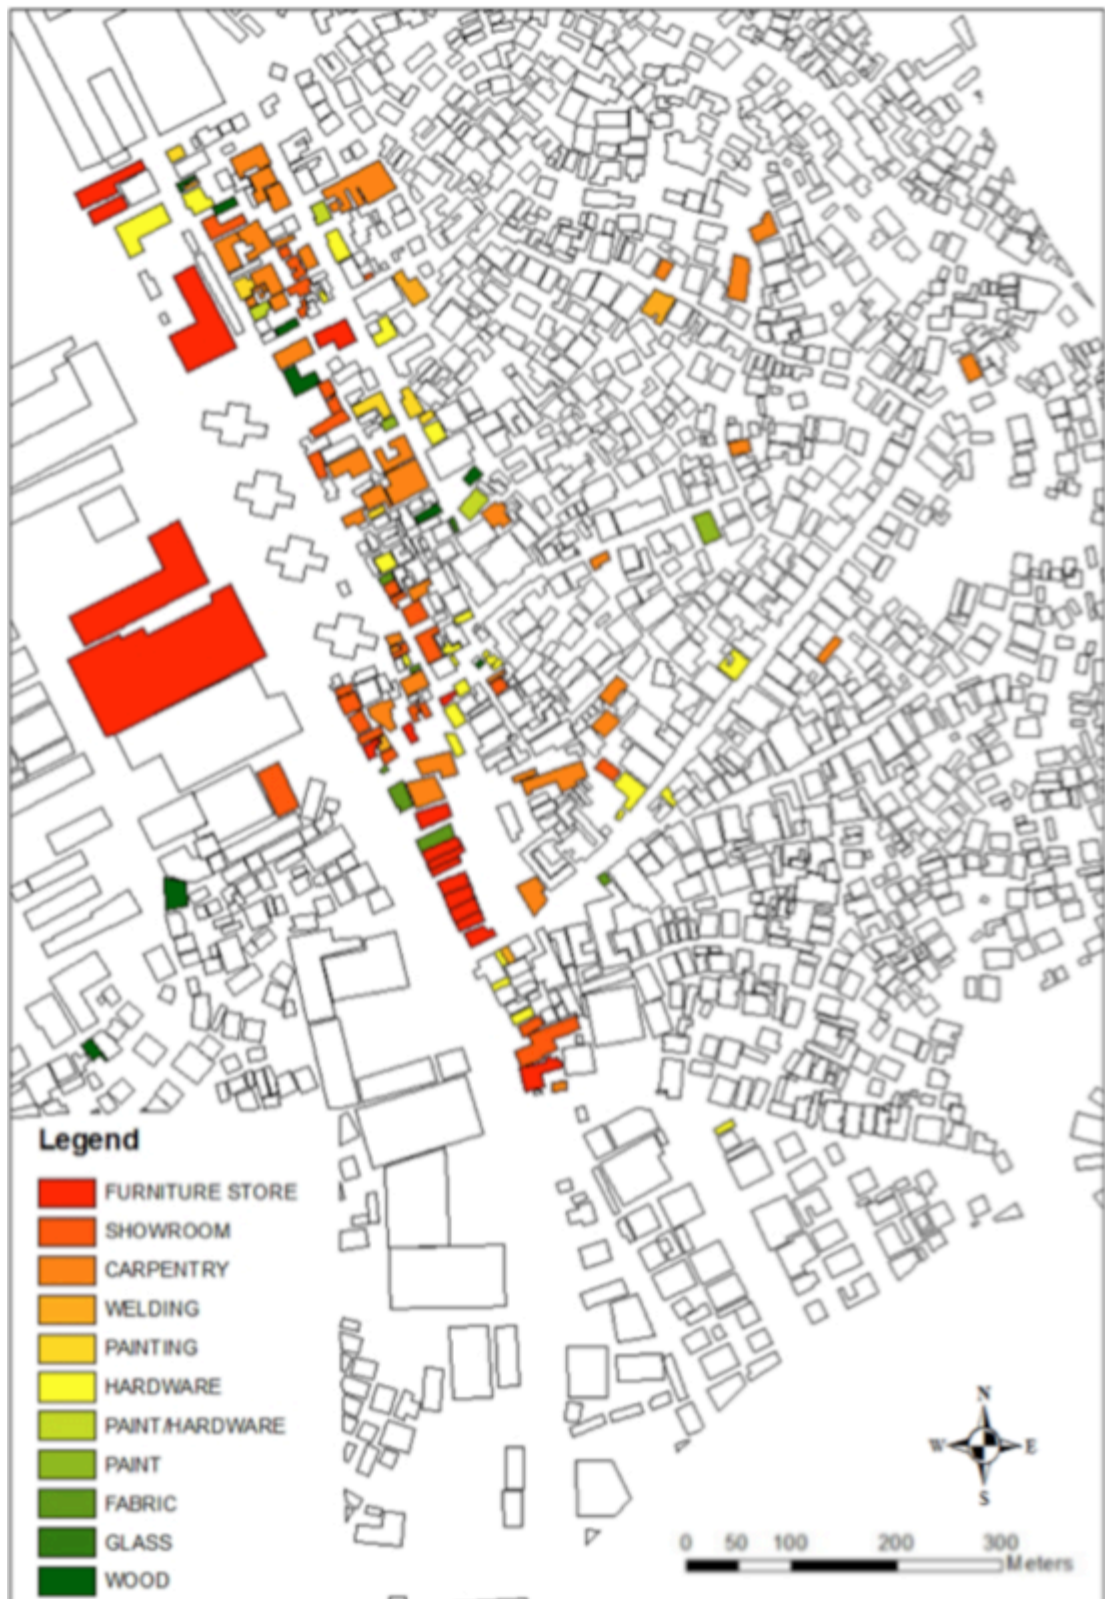 Legend
FURNITURE STORE
SHOWROOM
CARPENTRY
WELDING
PAINTING
HARDWARE
PAINT/HARDWARE
PAINT
FABRIC
GLASS
WOOD
N
W E
S
0 50 100 200 300
Meters